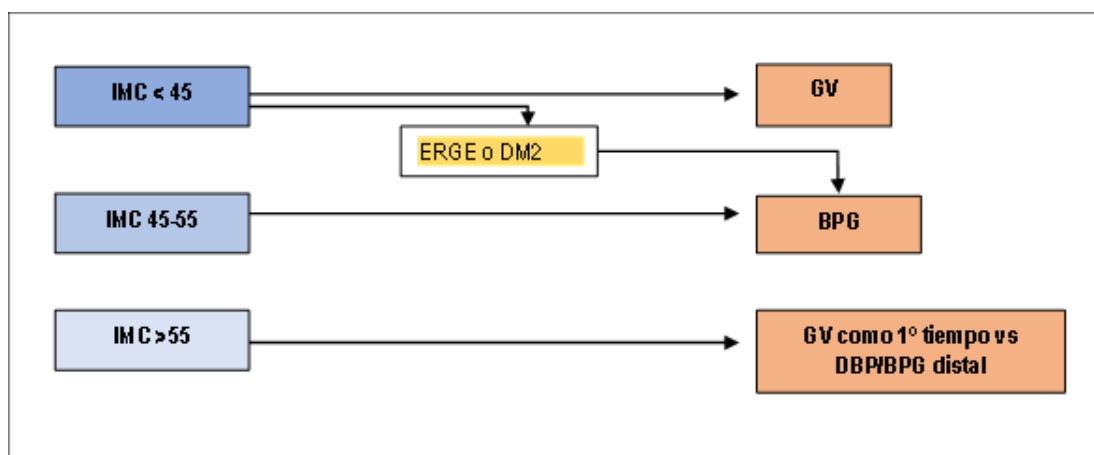 IMC < 45
GV
ERGE o DM2
IMC 45-55
BPG
IMC >55
GV como 1º tiempo vs
DBP/BPG distal